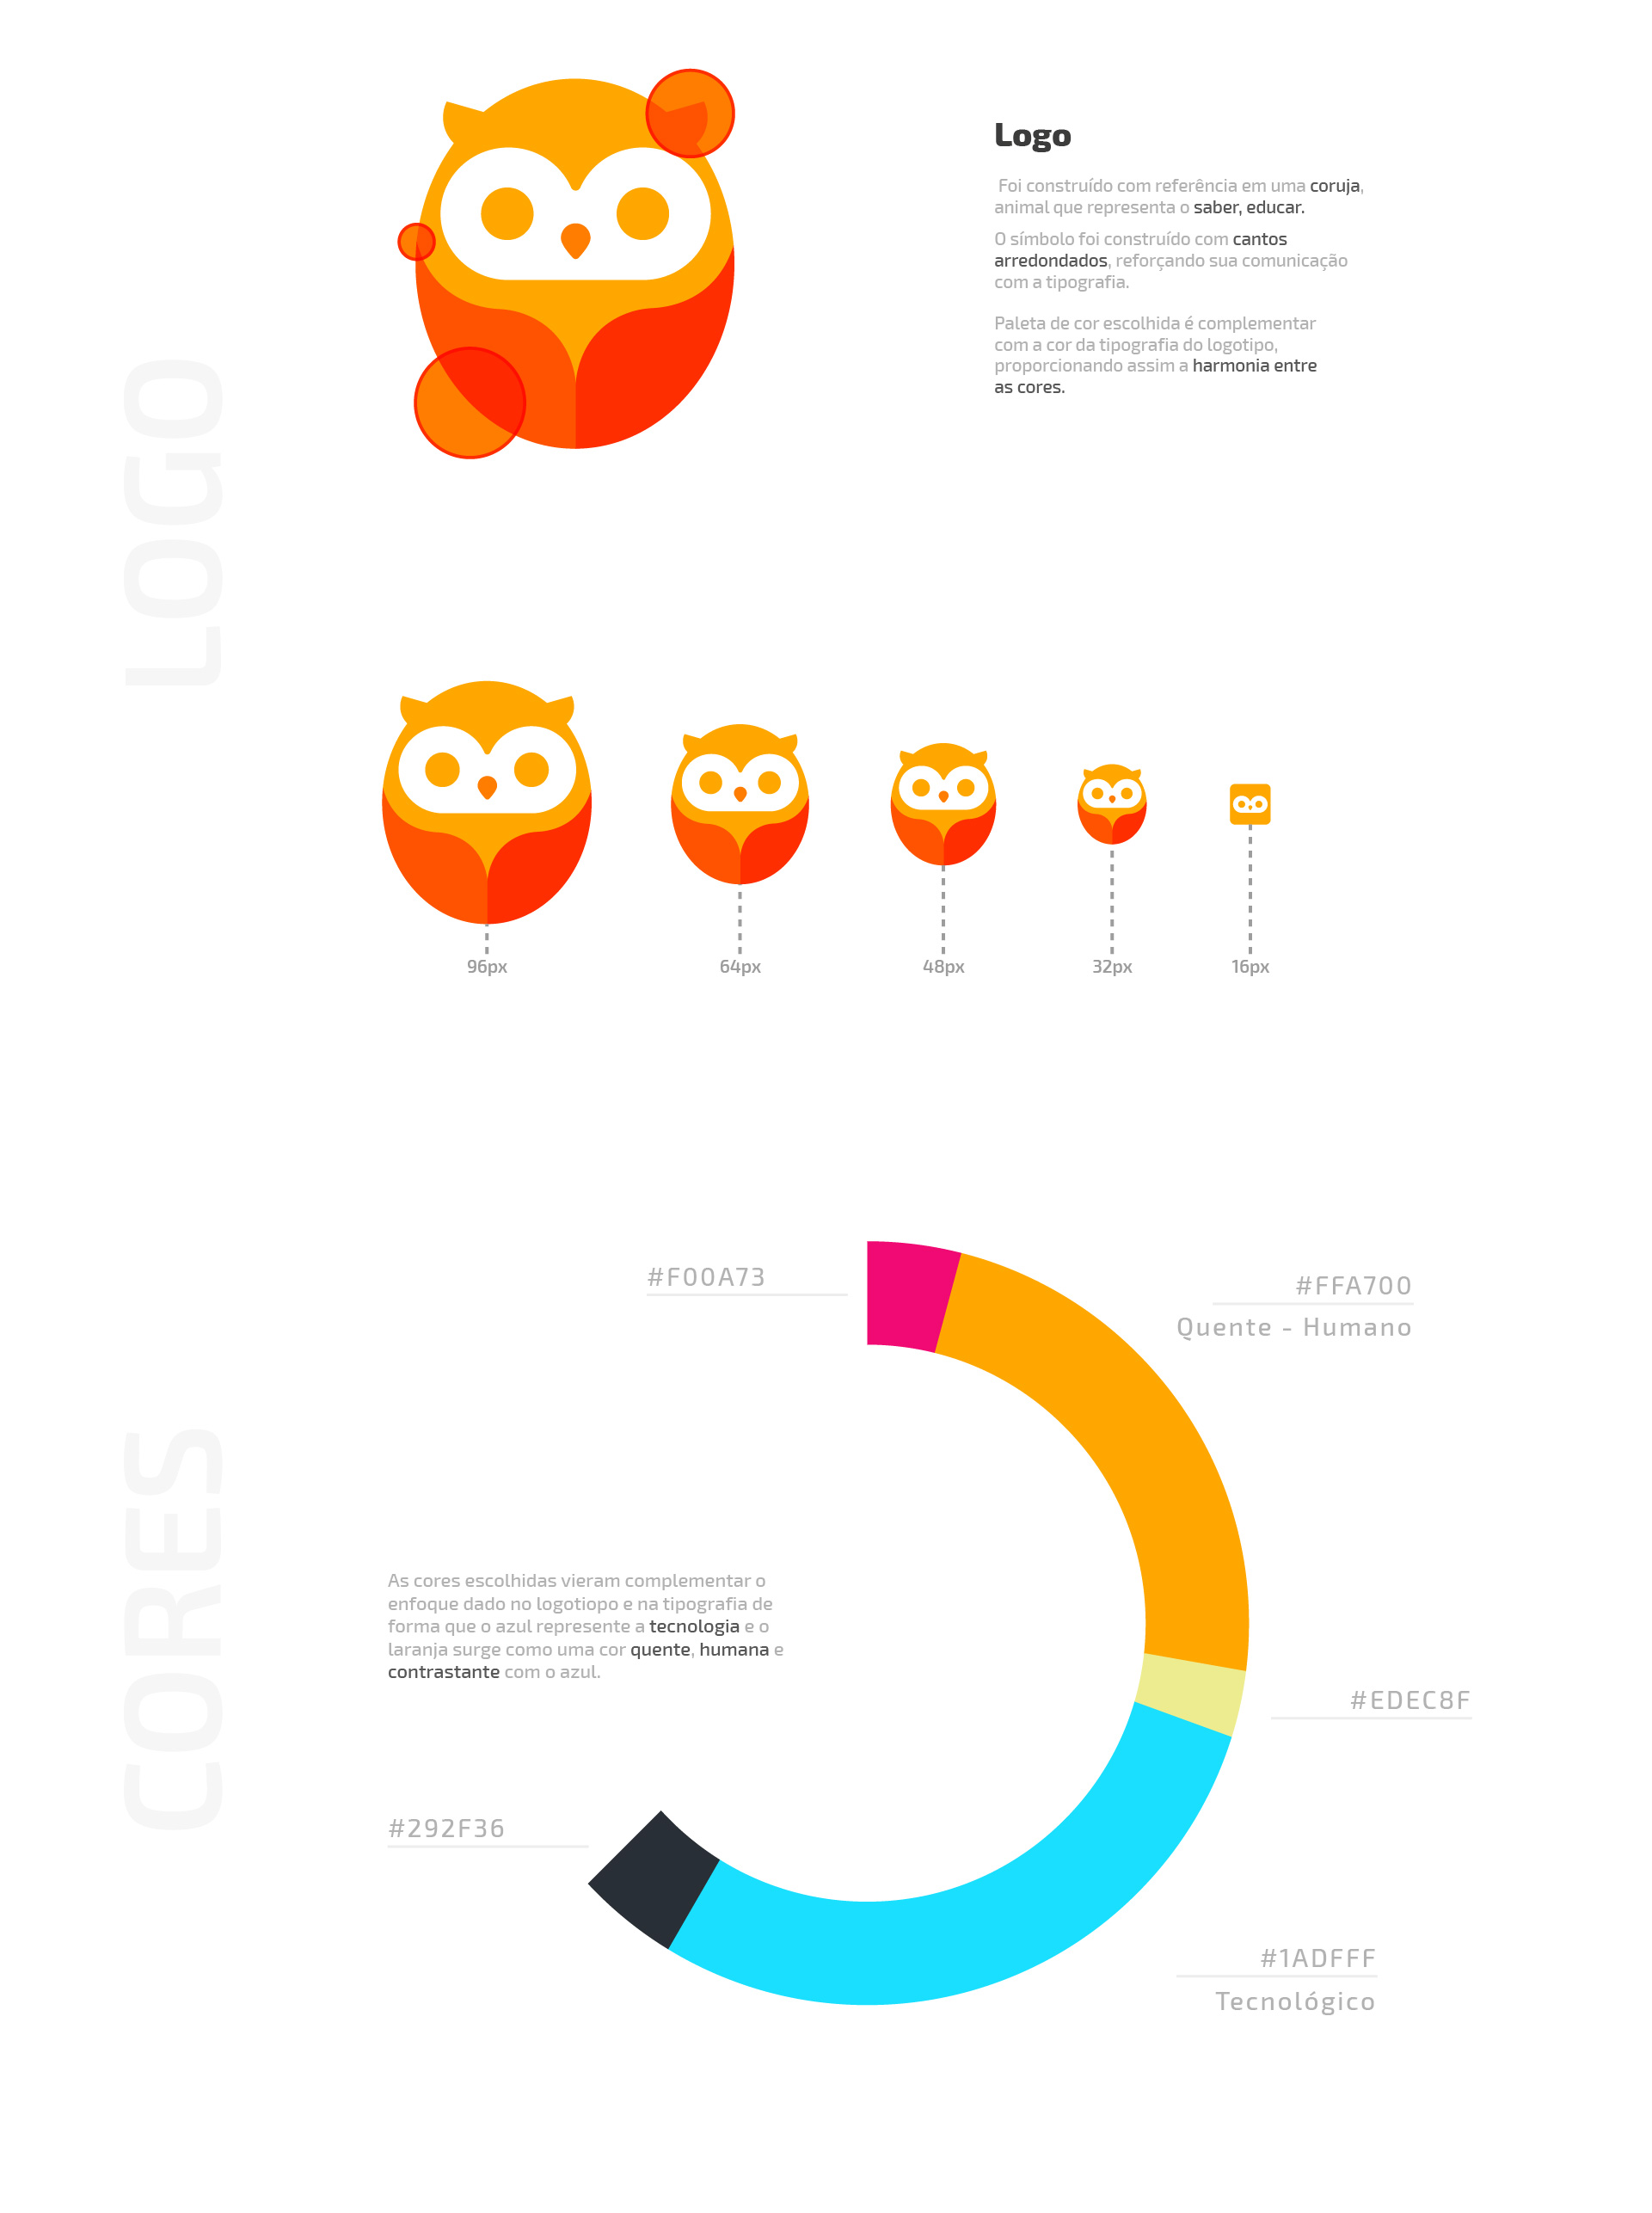 LOGO
Logo
Foi construído com referência em uma coruja,
animal que representa o saber, educar.
O símbolo foi construído com cantos
arredondados, reforçando sua comunicação
com a tipografia.
Paleta de cor escolhida é complementar
com a cor da tipografia do logotipo,
proporcionando assim a harmonia entre
as cores.
96px
64px
48px
32px
16px
CORES
#F00A73
#FFA700
Quente - Humano
As cores escolhidas vieram complementar o
enfoque dado no logotiopo e na tipografia de
forma que o azul represente a tecnologia e o
laranja surge como uma cor quente, humana e
contrastante com o azul.
#EDEC8F
#292F36
#1ADFFF
Tecnológico